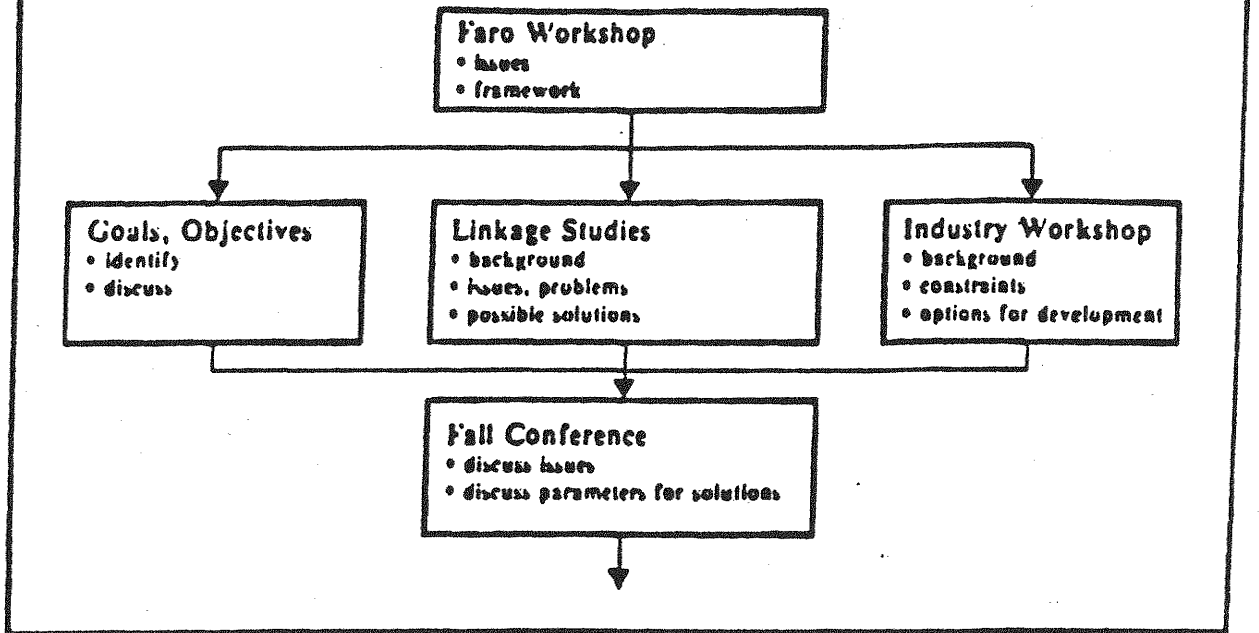 Faro Workshop
• issues
• framework
Goals, Objectives
• identify
• discuss
Linkage Studies
• background
• issues, problems
• possible solutions
Industry Workshop
• background
• constraints
• options for development
Fall Conference
• discuss issues
• discuss parameters for solutions